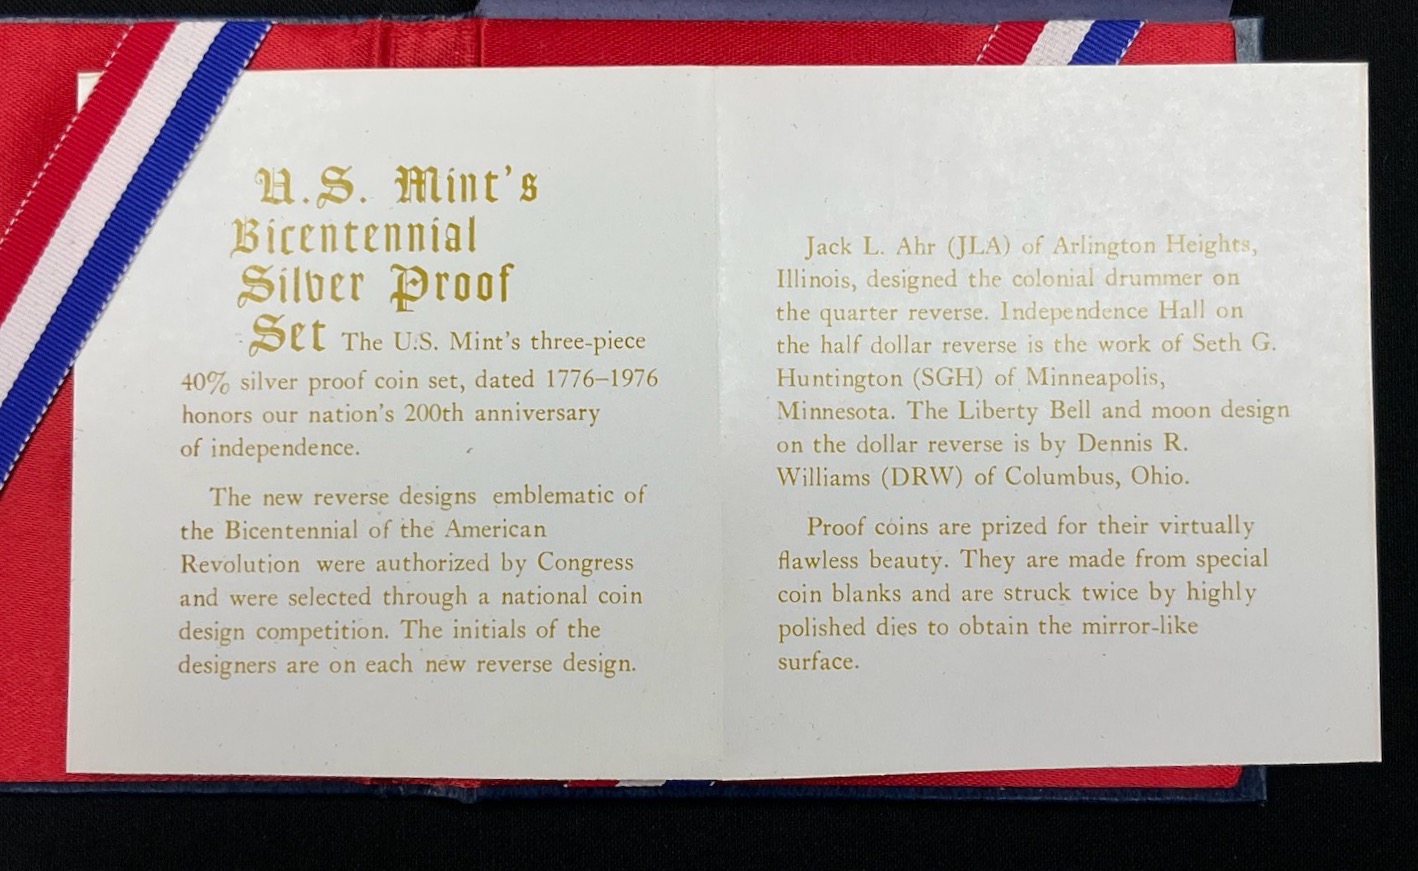 U.S. Mint's
Bicentennial
Silver Proof
Set The U.S. Mint's three-piece
40% silver proof coin set, dated 1776–1976
honors our nation's 200th anniversary
of independence.
The new reverse designs emblematic of
the Bicentennial of the American
Revolution were authorized by Congress
and were selected through a national coin
design competition. The initials of the
designers are on each new reverse design.
Jack L. Ahr (JLA) of Arlington Heights,
Illinois, designed the colonial drummer on
the quarter reverse. Independence Hall on
the half dollar reverse is the work of Seth G.
Huntington (SGH) of Minneapolis,
Minnesota. The Liberty Bell and moon design
on the dollar reverse is by Dennis R.
Williams (DRW) of Columbus, Ohio.
Proof coins are prized for their virtually
flawless beauty. They are made from special
coin blanks and are struck twice by highly
polished dies to obtain the mirror-like
surface.